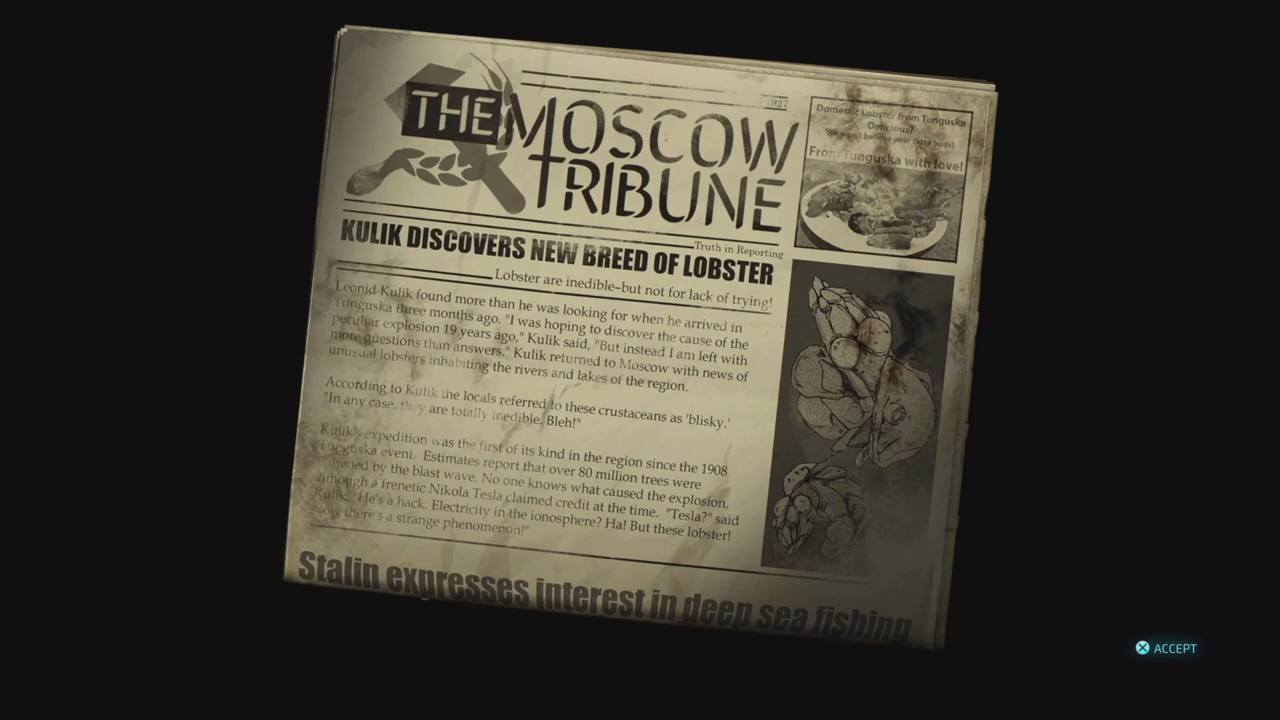 THE MOSCOW
TRIBUNE
1927
Truth in Reporting
KULIK DISCOVERS NEW BREED OF LOBSTER
Lobster are inedible-but not for lack of trying!
Leonid Kulik found more than he was looking for when he arrived in
Tunguska three months ago. "I was hoping to discover the cause of the
peculiar explosion 19 years ago," Kulik said, "But instead I am left with
more questions than answers." Kulik returned to Moscow with news of
unusual lobsters inhabiting the rivers and lakes of the region.
According to Kulik the locals referred to these crustaceans as 'blisky.'
"In any case, they are totally inedible. Bleh!"
Kulik's expedition was the first of its kind in the region since the 1908
Tunguska event. Estimates report that over 80 million trees were
flattened by the blast wave. No one knows what caused the explosion,
although a frenetic Nikola Tesla claimed credit at the time. "Tesla?" said
Kulik. "He's a hack. Electricity in the ionosphere? Ha! But these lobster!
Now there's a strange phenomenon!"
Stalin expresses interest in deep sea fishing
Domestic Lobster from Tunguska
Delicious?
You won't believe your taste buds!
From Tunguska with love!
ACCEPT